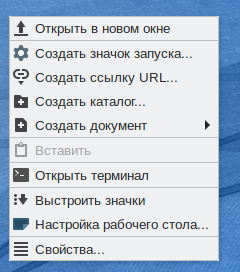 Открыть в новом окне
Создать значок запуска...
Создать ссылку URL...
Создать каталог...
Создать документ
Вставить
Открыть терминал
Выстроить значки
Настройка рабочего стола...
Свойства...